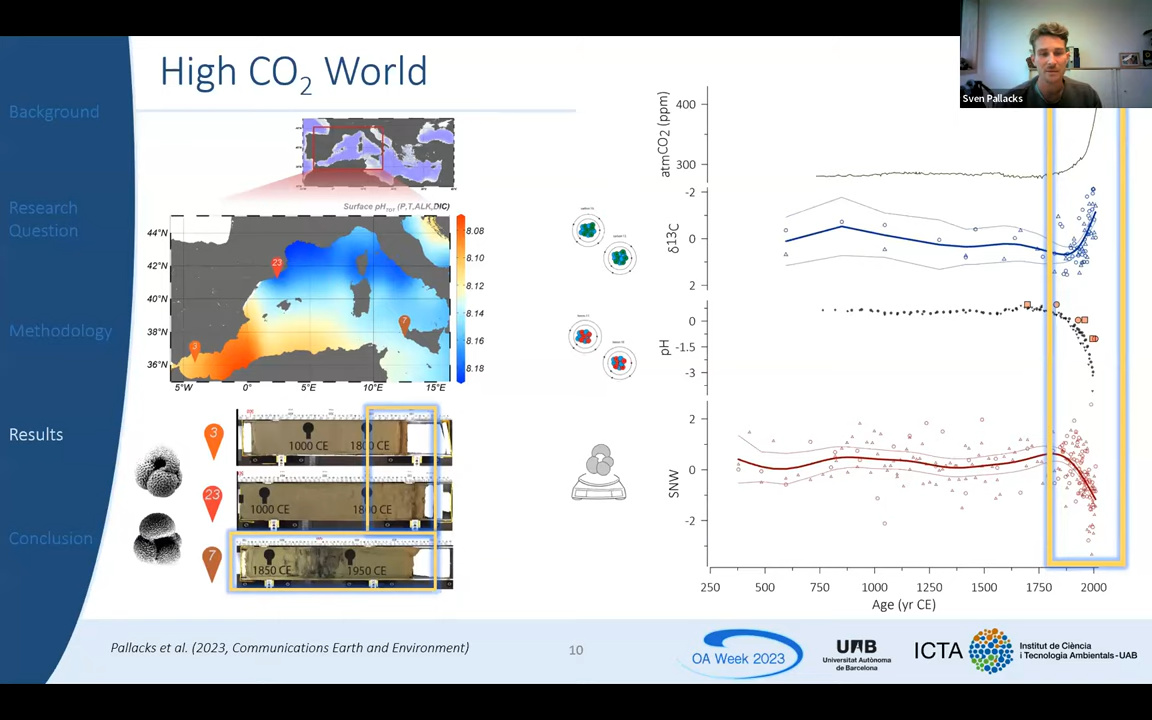 High CO2 World
Sven Pallacks
Background
Research
Question
Methodology
Results
Conclusion
Surface pHTOT (P,T,ALK,DIC)
44°N
42°N
40°N
38°N
36°N
5°W
0°
5°E
10°E
15°E
8.08
8.10
8.12
8.14
8.16
8.18
23
7
3
3
1000 CE
1800 CE
23
1000 CE
1800 CE
7
1850 CE
1950 CE
atmCO2 (ppm)
400
300
δ13C
-2
0
2
pH
0
-1.5
-3
SNW
2
0
-2
250
500
750
1000
1250
1500
1750
2000
Age (yr CE)
Pallacks et al. (2023, Communications Earth and Environment)
10
OA Week 2023
UAB
Universitat Autònoma
de Barcelona
ICTA
Institut de Ciència
i Tecnologia Ambientals-UAB